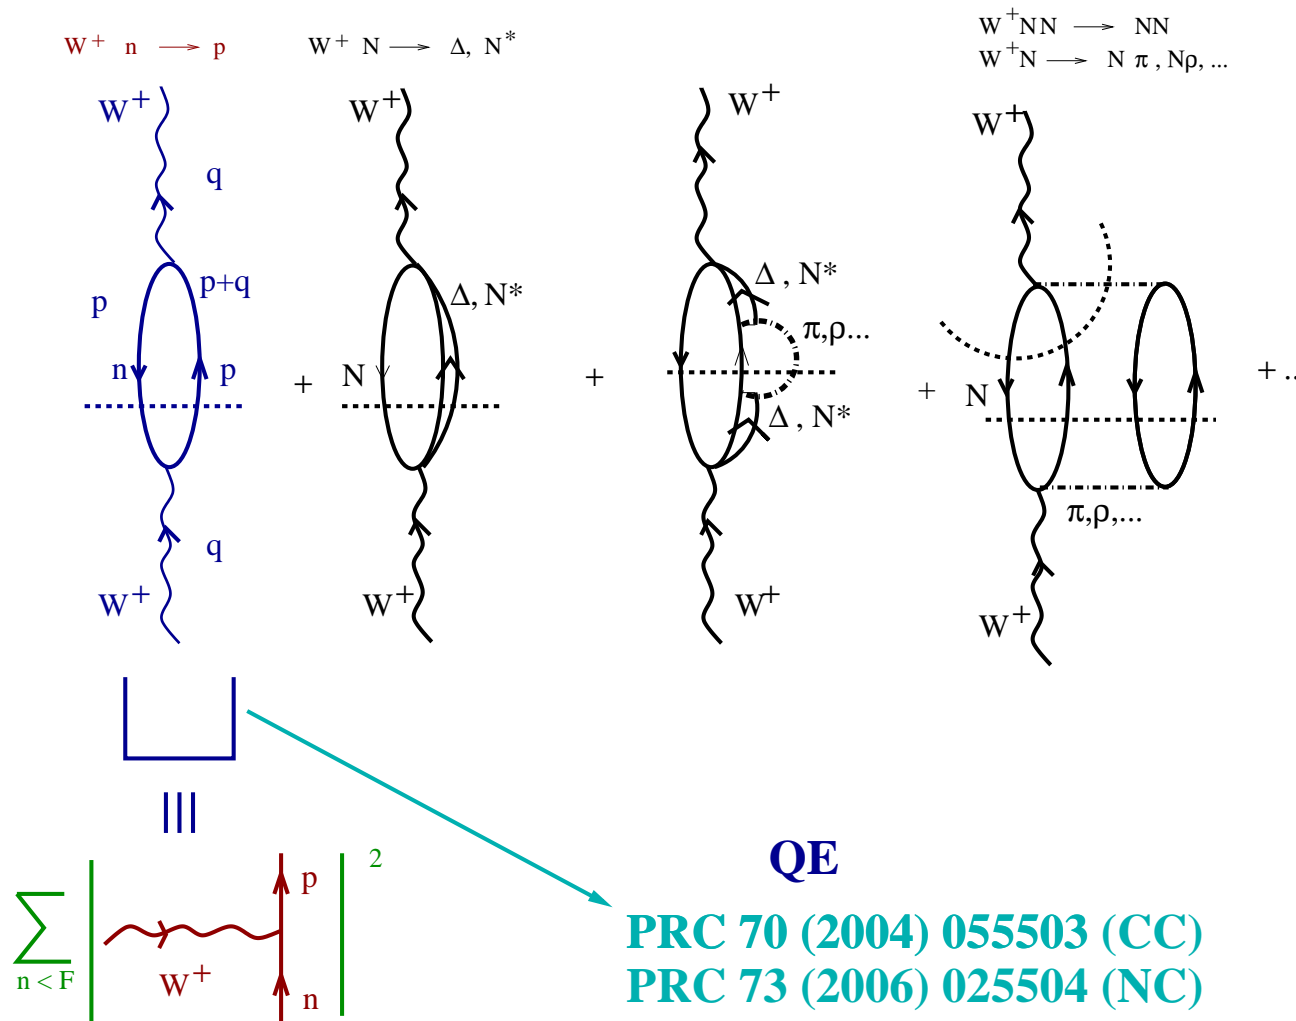 W+ n → p
W+ N → Δ, N*
W+NN → NN
W+N → N π , Nρ, ...
W+
W+
W+
W+
q
p
p+q
n
p
Δ, N*
N
Δ , N*
π,ρ...
Δ , N*
N
+
+
+
+ ..
π,ρ,...
q
W+
W+
W+
W+
QE
2
p
Σ
n < F
W+
n
PRC 70 (2004) 055503 (CC)
PRC 73 (2006) 025504 (NC)